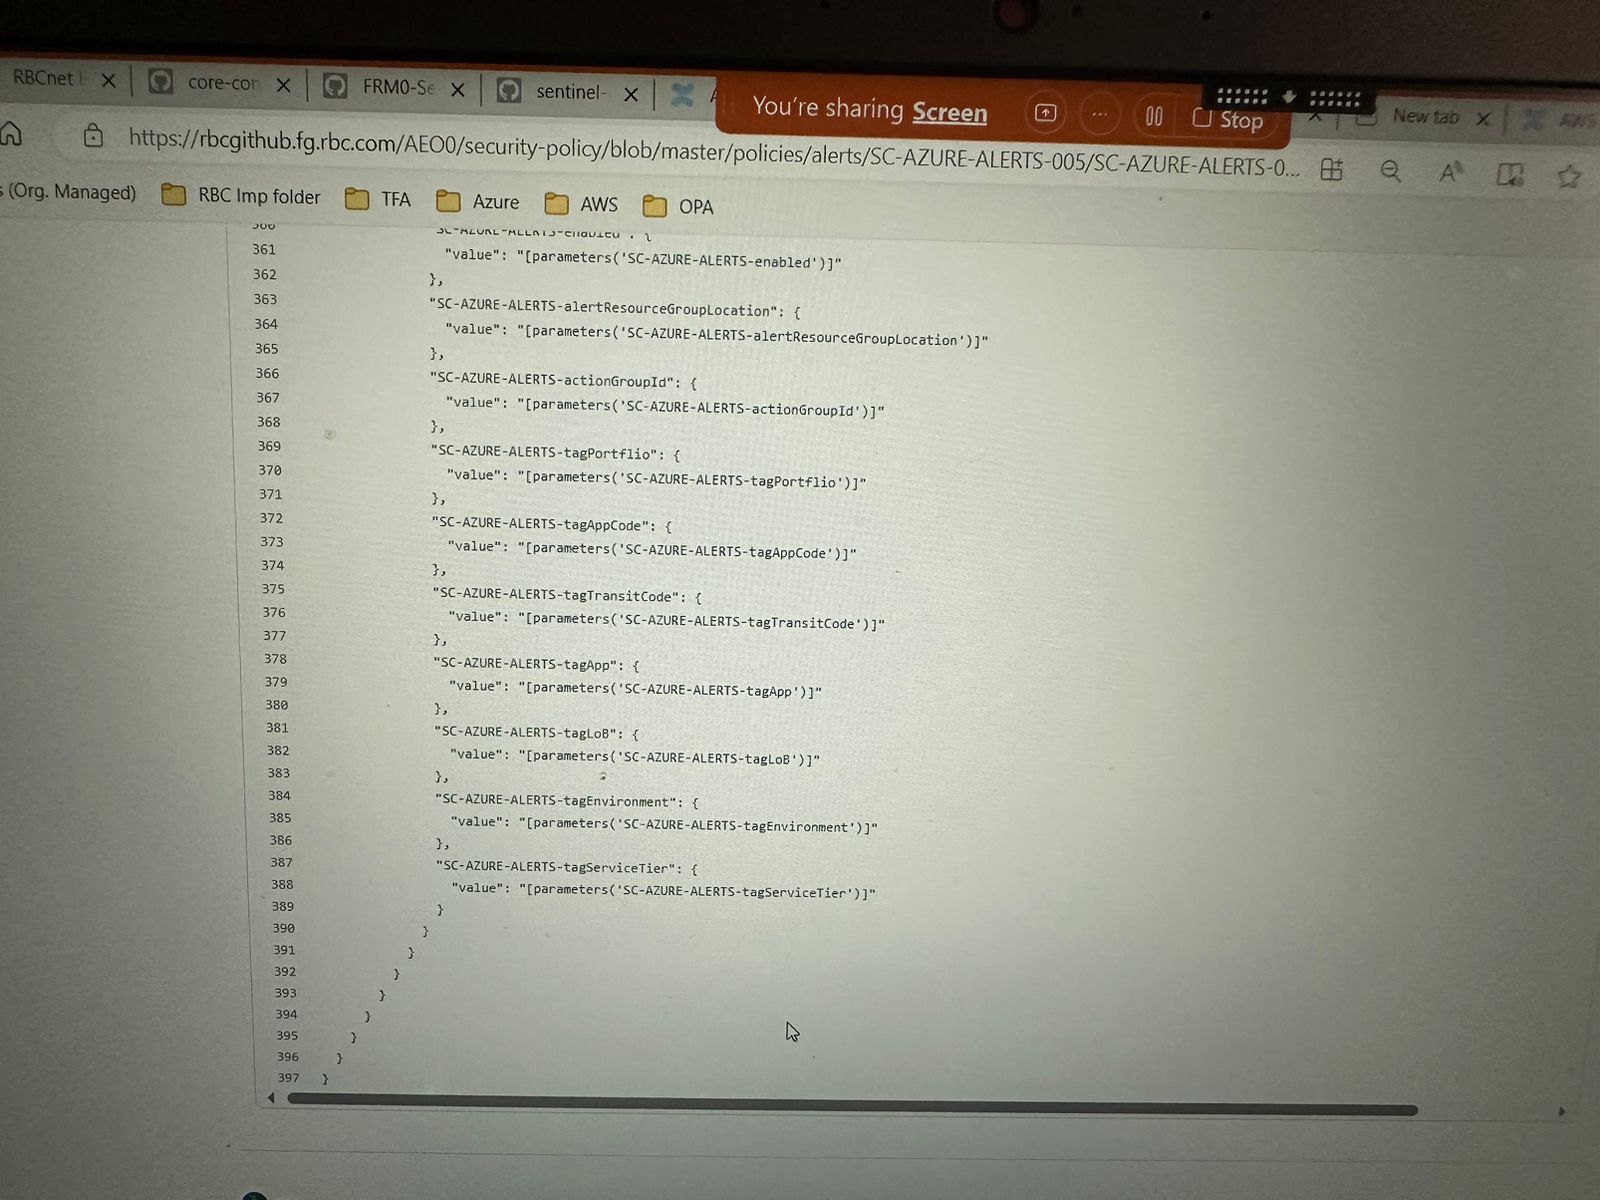 RBCnet
core-con
FRM0-Se
sentinel-
You're sharing Screen
Stop
New tab
AWS
https://rbcgithub.fg.rbc.com/AEO0/security-policy/blob/master/policies/alerts/SC-AZURE-ALERTS-005/SC-AZURE-ALERTS-0...
s (Org. Managed)
RBC Imp folder
TFA
Azure
AWS
OPA
360 "SC-AZURE-ALERTS-enabled": {
361 "value": "[parameters('SC-AZURE-ALERTS-enabled')]"
362 },
363 "SC-AZURE-ALERTS-alertResourceGroupLocation": {
364 "value": "[parameters('SC-AZURE-ALERTS-alertResourceGroupLocation')]"
365 },
366 "SC-AZURE-ALERTS-actionGroupId": {
367 "value": "[parameters('SC-AZURE-ALERTS-actionGroupId')]"
368 },
369 "SC-AZURE-ALERTS-tagPortflio": {
370 "value": "[parameters('SC-AZURE-ALERTS-tagPortflio')]"
371 },
372 "SC-AZURE-ALERTS-tagAppCode": {
373 "value": "[parameters('SC-AZURE-ALERTS-tagAppCode')]"
374 },
375 "SC-AZURE-ALERTS-tagTransitCode": {
376 "value": "[parameters('SC-AZURE-ALERTS-tagTransitCode')]"
377 },
378 "SC-AZURE-ALERTS-tagApp": {
379 "value": "[parameters('SC-AZURE-ALERTS-tagApp')]"
380 },
381 "SC-AZURE-ALERTS-tagLoB": {
382 "value": "[parameters('SC-AZURE-ALERTS-tagLoB')]"
383 },
384 "SC-AZURE-ALERTS-tagEnvironment": {
385 "value": "[parameters('SC-AZURE-ALERTS-tagEnvironment')]"
386 },
387 "SC-AZURE-ALERTS-tagServiceTier": {
388 "value": "[parameters('SC-AZURE-ALERTS-tagServiceTier')]"
389 }
390 }
391 }
392 }
393 }
394 }
395 }
396 }
397 }